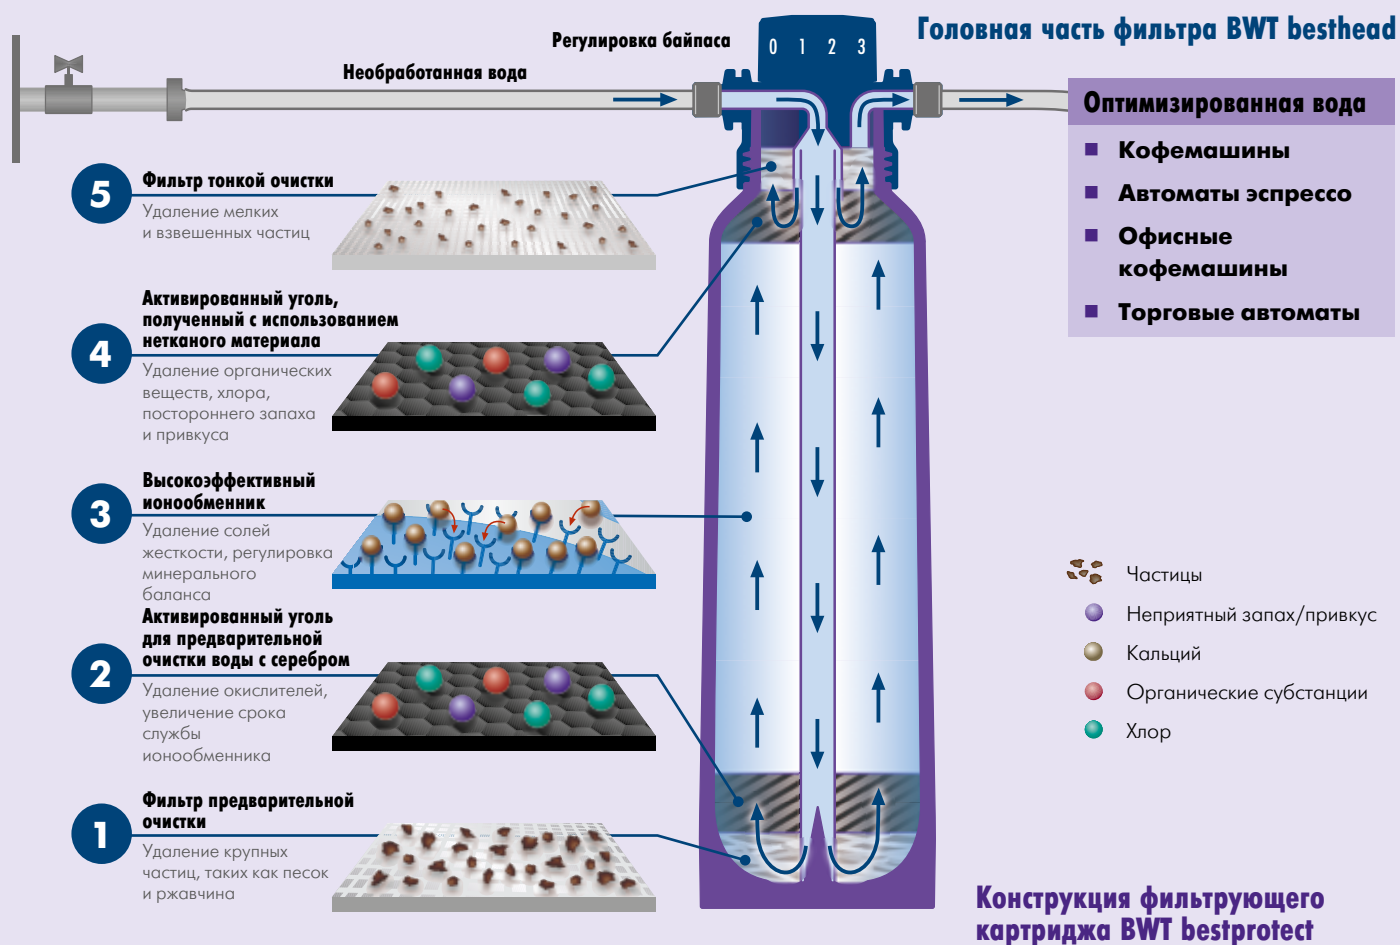 Головная часть фильтра BWT besthead
Регулировка байпаса
0 1 2 3
Необработанная вода
Оптимизированная вода
Кофемашины
Автоматы эспрессо
Офисные
кофемашины
Торговые автоматы
5
Фильтр тонкой очистки
Удаление мелких
и взвешенных частиц
4
Активированный уголь,
полученный с использованием
нетканого материала
Удаление органических
веществ, хлора,
постороннего запаха
и привкуса
3
Высокоэффективный
ионообменник
Удаление солей
жесткости, регулировка
минерального
баланса
2
Активированный уголь
для предварительной
очистки воды с серебром
Удаление окислителей,
увеличение срока
службы
ионообменника
1
Фильтр предварительной
очистки
Удаление крупных
частиц, таких как песок
и ржавчина
Частицы
Неприятный запах/привкус
Кальций
Органические субстанции
Хлор
Конструкция фильтрующего
картриджа BWT bestprotect